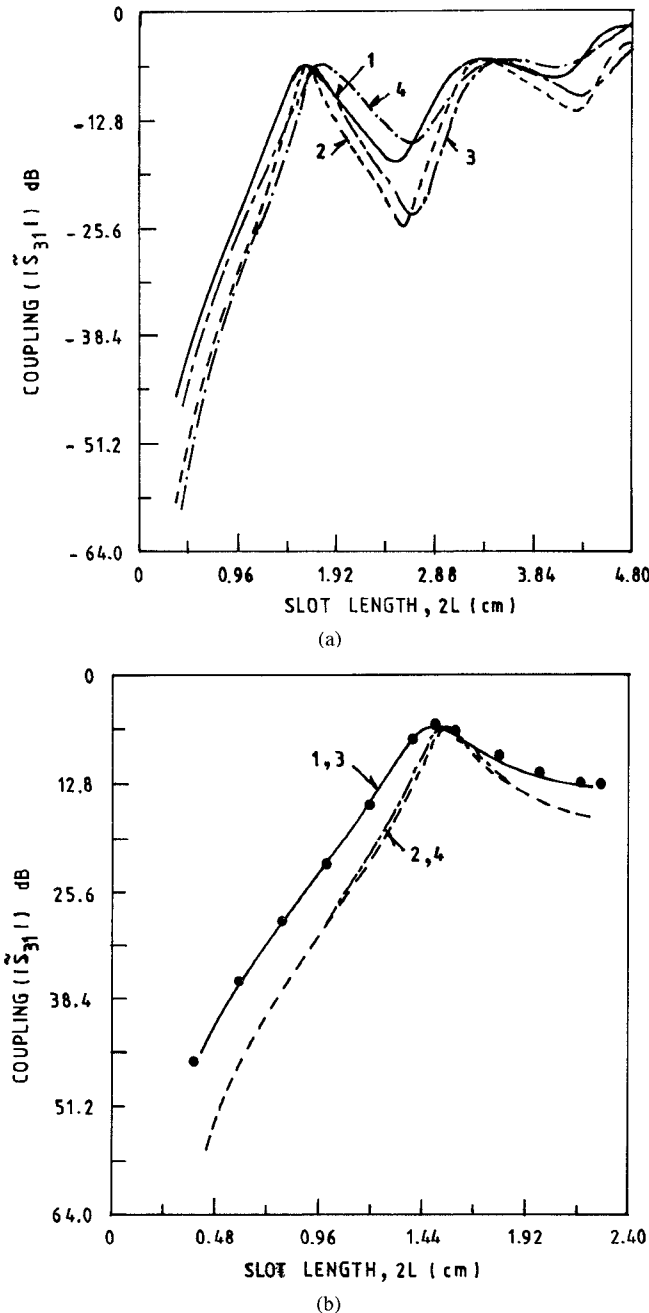 0
- 12.8
- 25.6
- 38.4
- 51.2
- 64.0
COUPLING (|S̃31|) dB
1
4
2
3
0 0.96 1.92 2.88 3.84 4.80
SLOT LENGTH, 2L (cm)
(a)
0
12.8
25.6
38.4
51.2
64.0
COUPLING (|S̃31|) dB
1,3
2,4
0 0.48 0.96 1.44 1.92 2.40
SLOT LENGTH, 2L (cm)
(b)